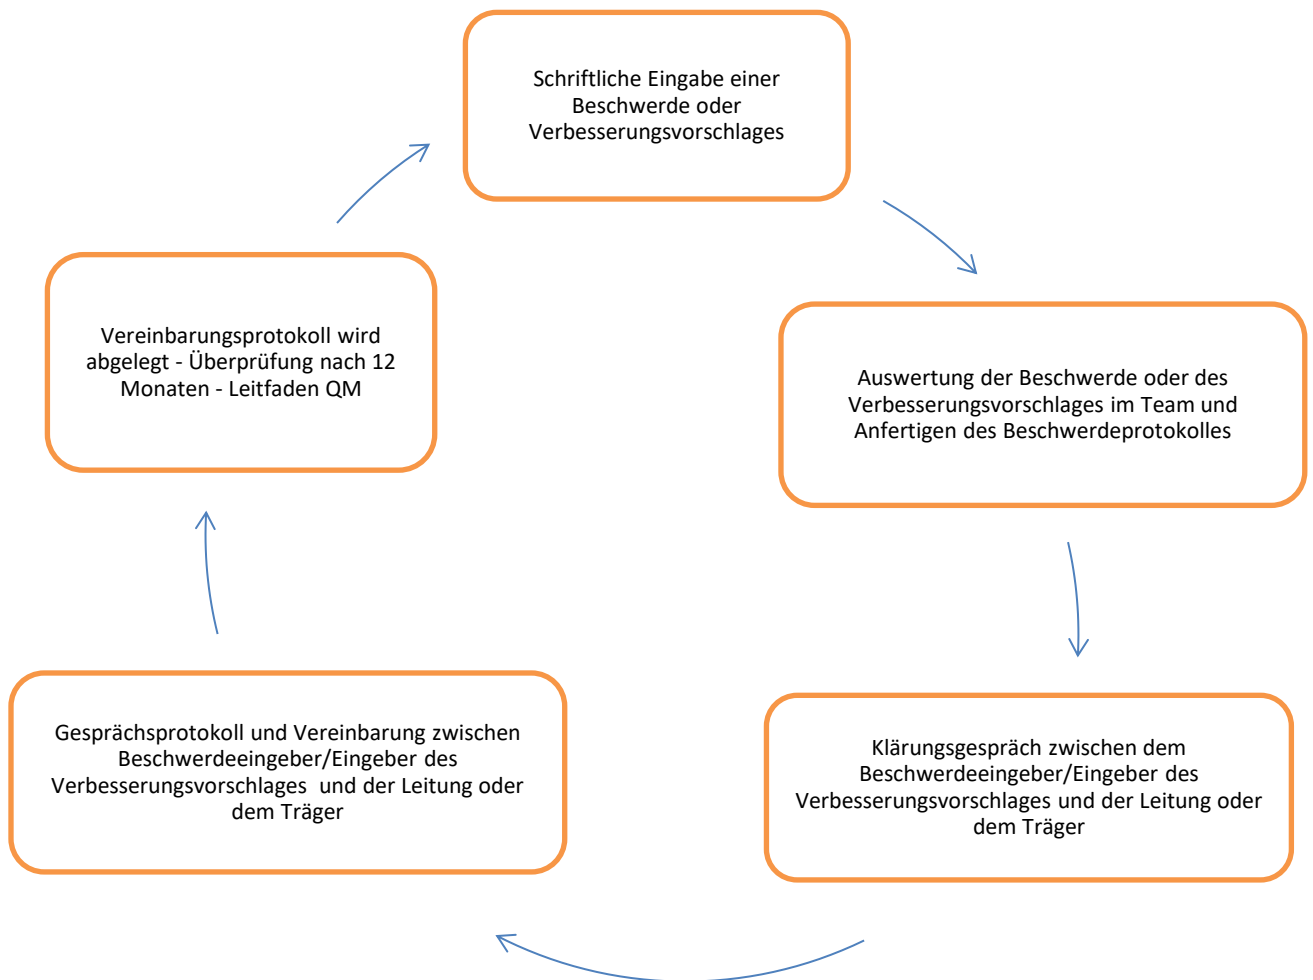 Schriftliche Eingabe einer
Beschwerde oder
Verbesserungsvorschlages
Auswertung der Beschwerde oder des
Verbesserungsvorschlages im Team und
Anfertigen des Beschwerdeprotokolles
Klärungsgespräch zwischen dem
Beschwerdeeingeber/Eingeber des
Verbesserungsvorschlages und der Leitung oder
dem Träger
Gesprächsprotokoll und Vereinbarung zwischen
Beschwerdeeingeber/Eingeber des
Verbesserungsvorschlages  und der Leitung oder
dem Träger
Vereinbarungsprotokoll wird
abgelegt - Überprüfung nach 12
Monaten - Leitfaden QM